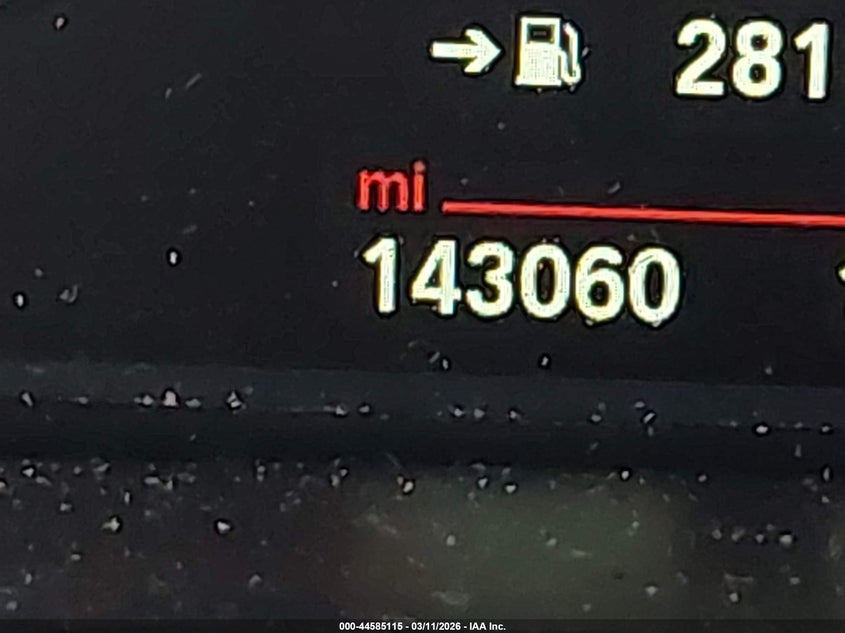 281
mi
143060
000-44585115 - 03/11/2026 - IAA Inc.